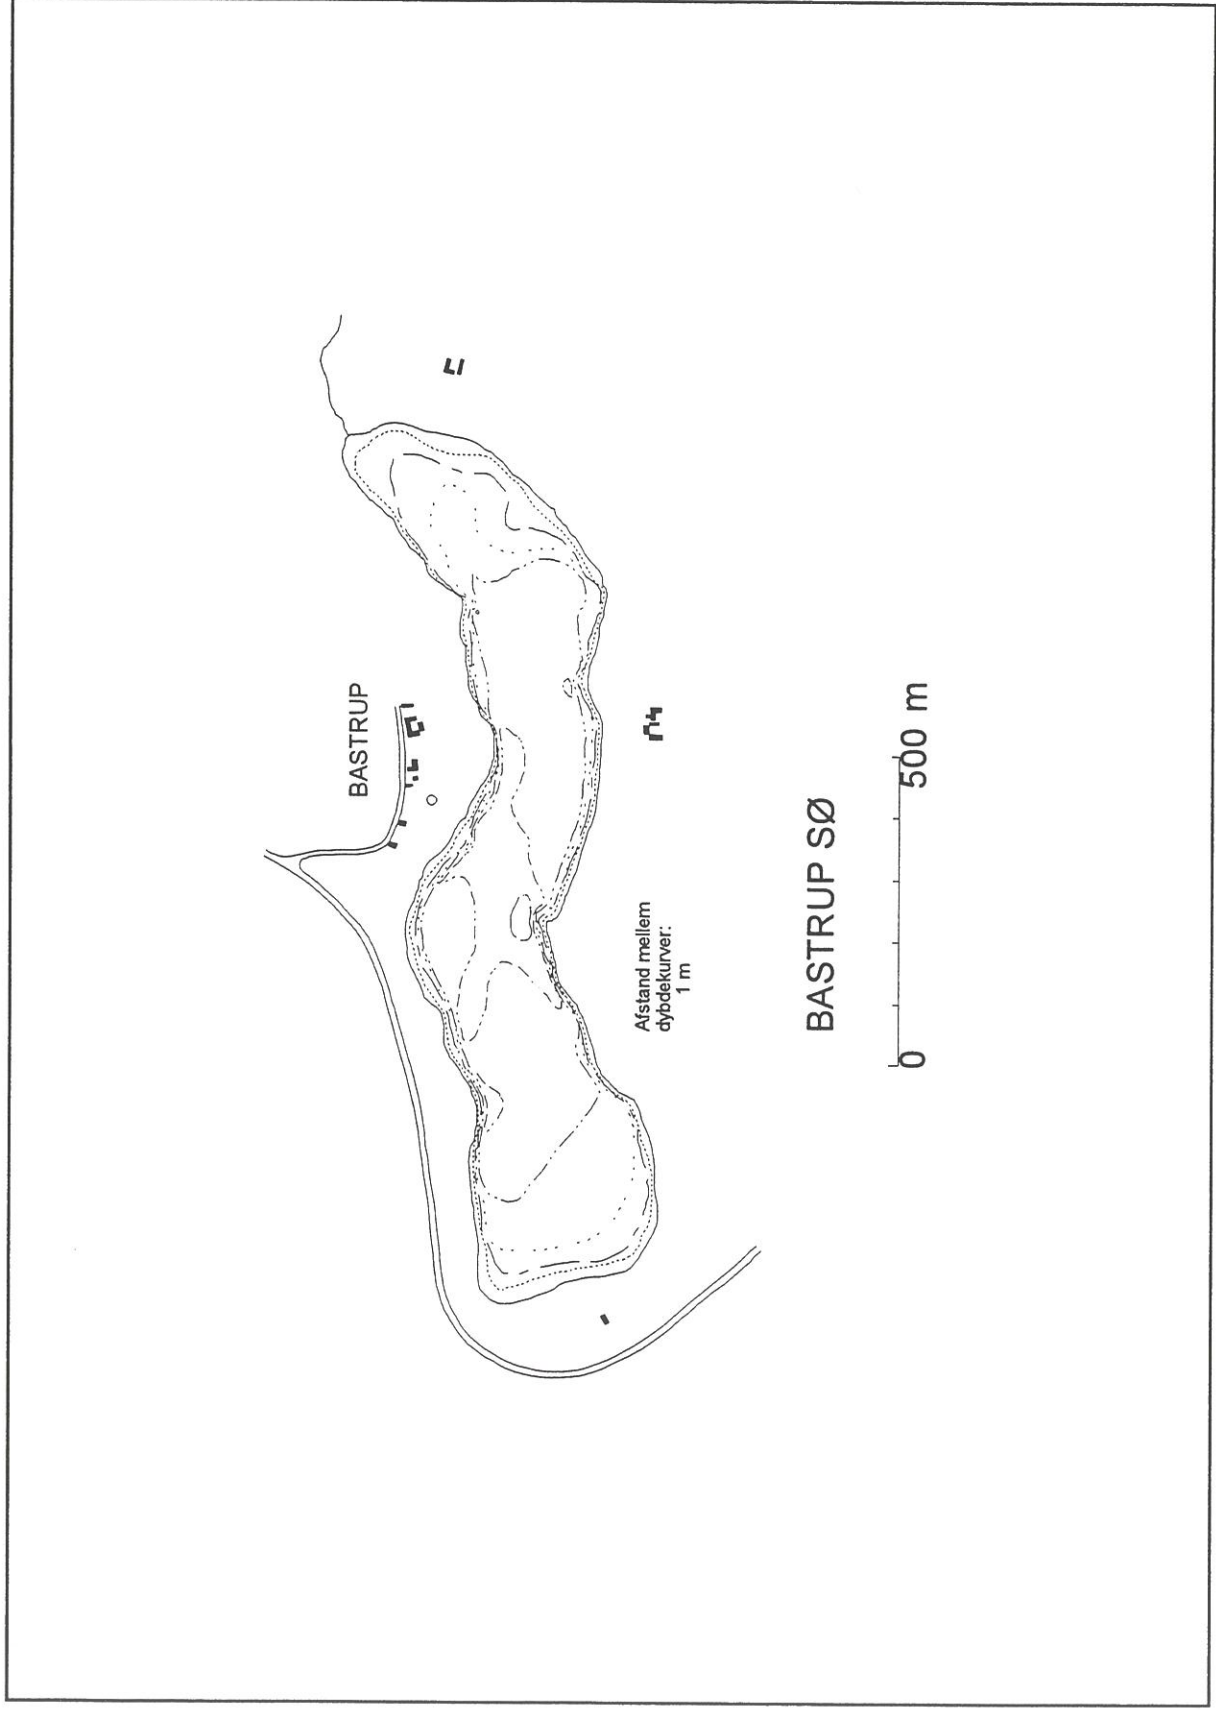 BASTRUP
Afstand mellem
dybdekurver:
1 m
BASTRUP SØ
0
500 m